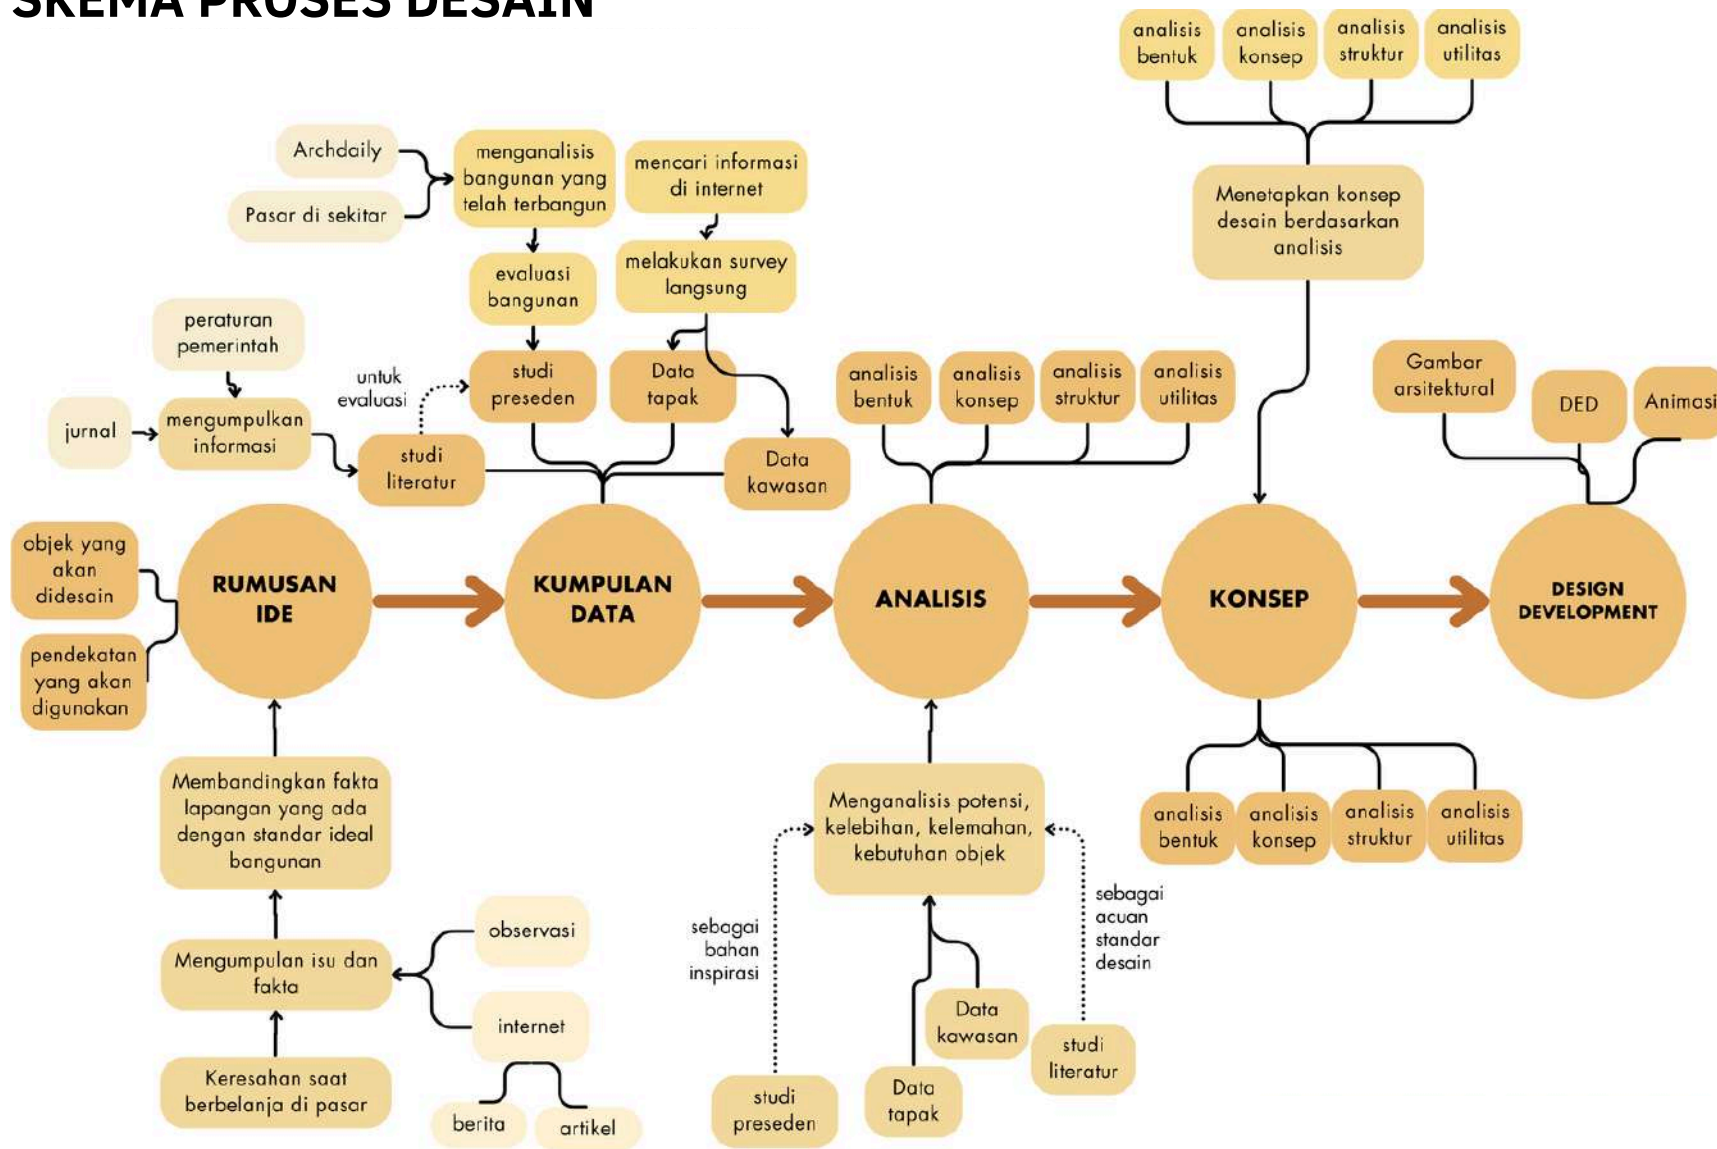 SKEMA PROSES DESAIN
analisis
bentuk
analisis
konsep
analisis
struktur
analisis
utilitas
Archdaily
Pasar di sekitar
menganalisis
bangunan yang
telah terbangun
mencari informasi
di internet
Menetapkan konsep
desain berdasarkan
analisis
evaluasi
bangunan
melakukan survey
langsung
peraturan
pemerintah
jurnal
mengumpulkan
informasi
untuk
evaluasi
studi
preseden
Data
tapak
studi
literatur
Data
kawasan
analisis
bentuk
analisis
konsep
analisis
struktur
analisis
utilitas
Gambar
arsitektural
DED
Animasi
objek yang
akan
didesain
pendekatan
yang akan
digunakan
RUMUSAN
IDE
KUMPULAN
DATA
ANALISIS
KONSEP
DESIGN
DEVELOPMENT
Membandingkan fakta
lapangan yang ada
dengan standar ideal
bangunan
Mengumpulan isu dan
fakta
Keresahan saat
berbelanja di pasar
observasi
internet
berita
artikel
Menganalisis potensi,
kelebihan, kelemahan,
kebutuhan objek
sebagai
bahan
inspirasi
sebagai
acuan
standar
desain
studi
preseden
Data
tapak
Data
kawasan
studi
literatur
analisis
bentuk
analisis
konsep
analisis
struktur
analisis
utilitas